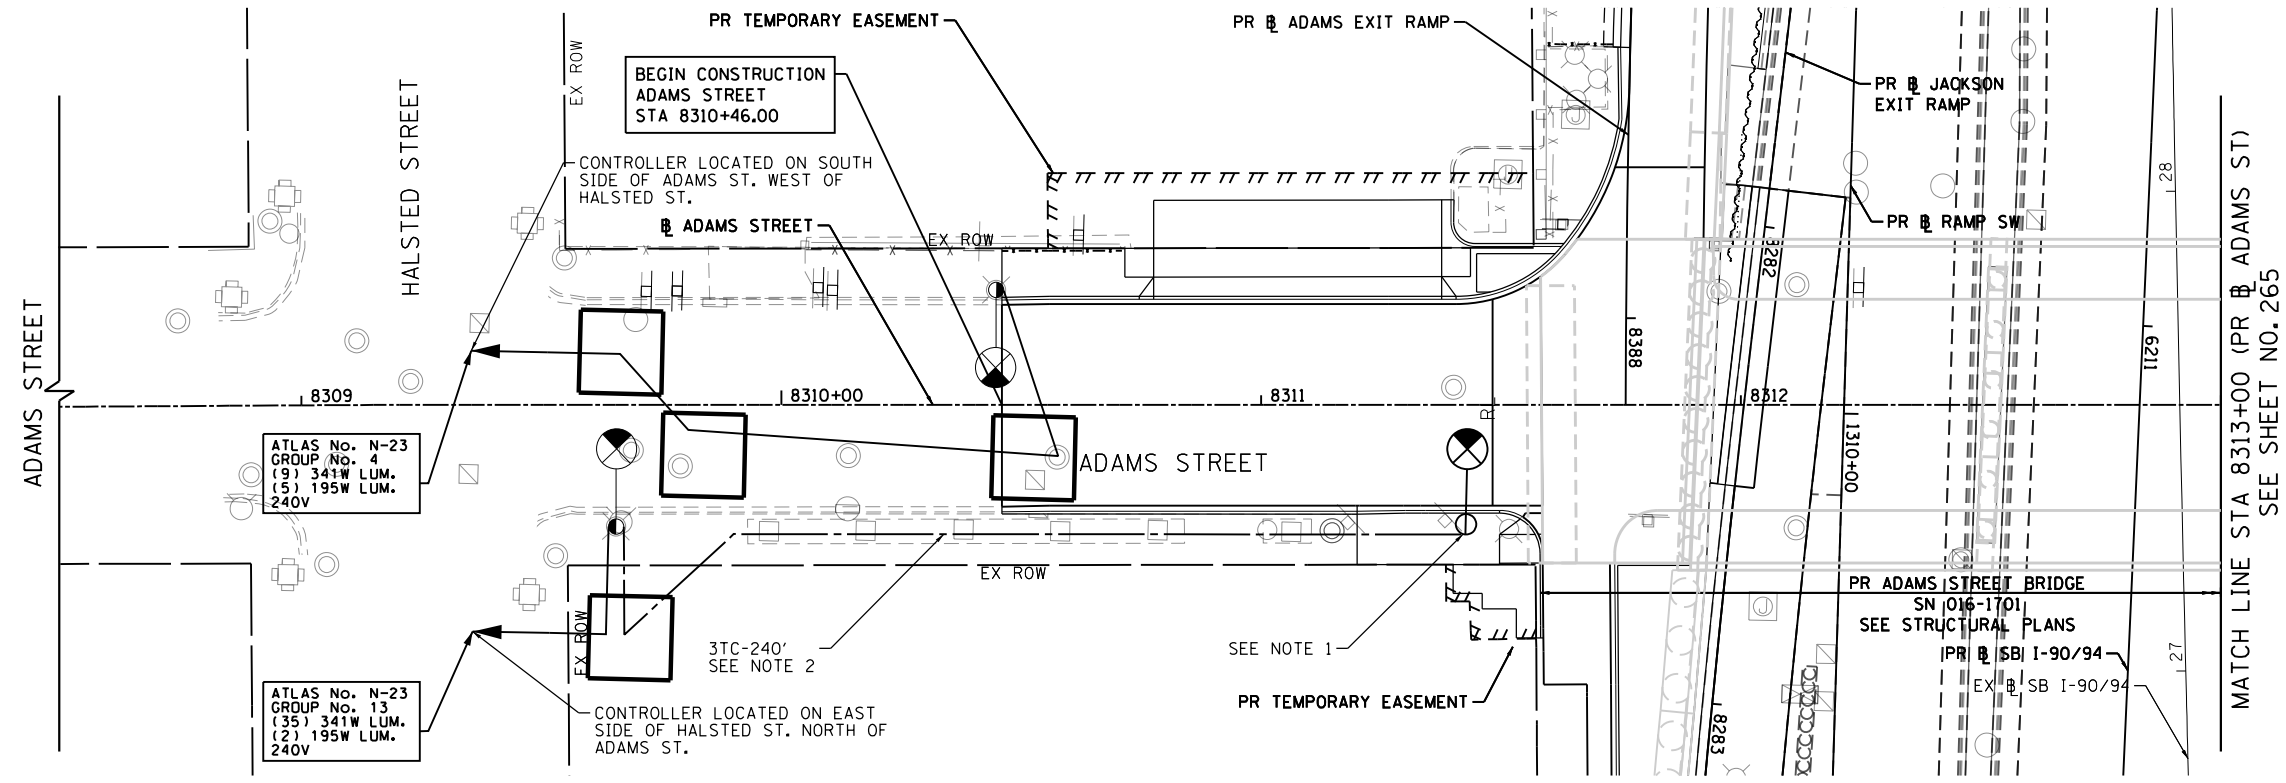 PR TEMPORARY EASEMENT
PR ℄ ADAMS EXIT RAMP
EX ROW
BEGIN CONSTRUCTION
ADAMS STREET
STA 8310+46.00
HALSTED STREET
CONTROLLER LOCATED ON SOUTH
SIDE OF ADAMS ST. WEST OF
HALSTED ST.
PR ℄ JACKSON
EXIT RAMP
J
J
28
PR ℄ RAMP SW
℄ ADAMS STREET
EX ROW
8282
8388
6211
ADAMS STREET
8309
8310+00
8311
8312
R
1310+00
ATLAS No. N-23
GROUP No. 4
(9) 341W LUM.
(5) 195W LUM.
240V
ADAMS STREET
EX ROW
EX ROW
3TC-240'
SEE NOTE 2
SEE NOTE 1
PR TEMPORARY EASEMENT
J
PR ADAMS STREET BRIDGE
SN 016-1701
SEE STRUCTURAL PLANS
PR ℄ SB I-90/94
EX ℄ SB I-90/94
27
8283
ATLAS No. N-23
GROUP No. 13
(35) 341W LUM.
(2) 195W LUM.
240V
CONTROLLER LOCATED ON EAST
SIDE OF HALSTED ST. NORTH OF
ADAMS ST.
MATCH LINE STA 8313+00 (PR ℄ ADAMS ST)
SEE SHEET NO. 265